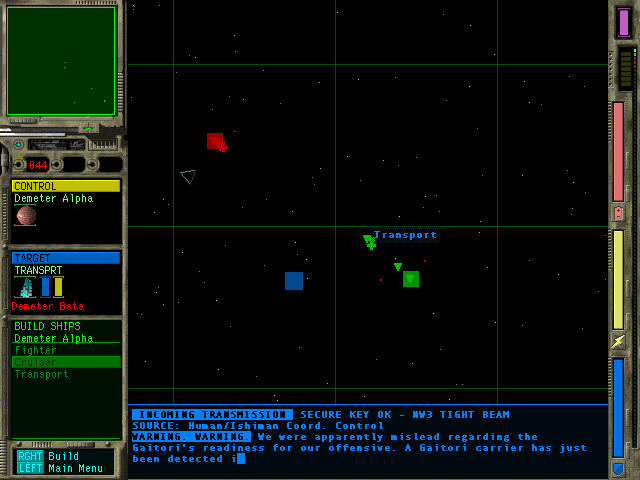 044
CONTROL
Demeter Alpha
TARGET
TRANSPRT
Demeter Beta
BUILD SHIPS
Demeter Alpha
Fighter
Cruiser
Transport
RGHT Build
LEFT Main Menu
Transport
INCOMING TRANSMISSION SECURE KEY OK - NW3 TIGHT BEAM
SOURCE: Human/Ishiman Coord. Control
WARNING. WARNING. We were apparently mislead regarding the
Gaitori's readiness for our offensive. A Gaitori carrier has just
been detected i